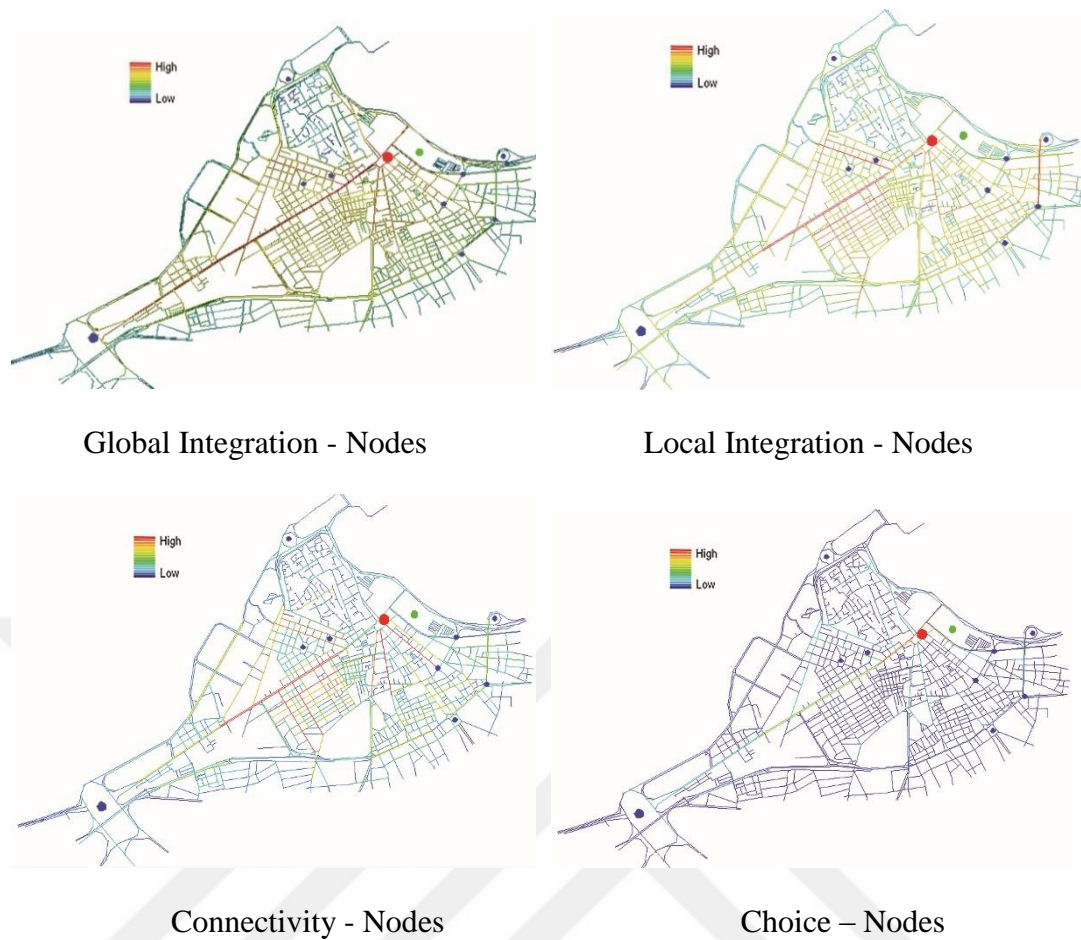 High
Low
High
Low
Global Integration - Nodes
Local Integration - Nodes
High
Low
High
Low
Connectivity - Nodes
Choice – Nodes